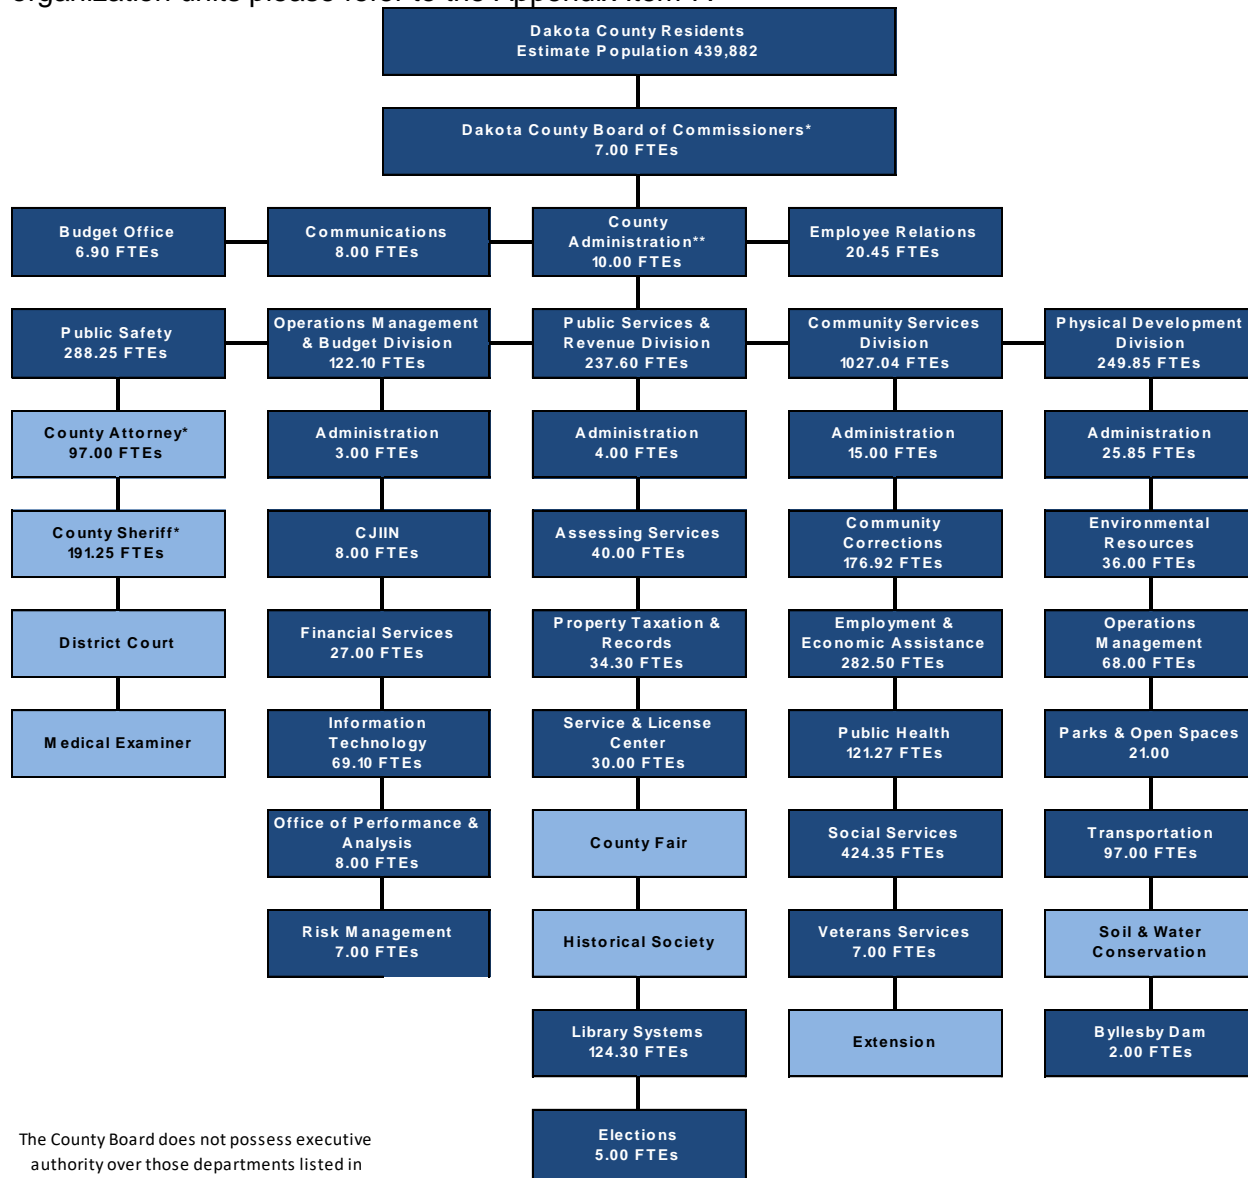 organization units please refer to the Appendix Item A.
Dakota County Residents
Estimate Population 439,882
Dakota County Board of Commissioners*
7.00 FTEs
Budget Office
6.90 FTEs
Communications
8.00 FTEs
County
Administration**
10.00 FTEs
Employee Relations
20.45 FTEs
Public Safety
288.25 FTEs
Operations Management
& Budget Division
122.10 FTEs
Public Services &
Revenue Division
237.60 FTEs
Community Services
Division
1027.04 FTEs
Physical Development
Division
249.85 FTEs
County Attorney*
97.00 FTEs
Administration
3.00 FTEs
Administration
4.00 FTEs
Administration
15.00 FTEs
Administration
25.85 FTEs
County Sheriff*
191.25 FTEs
CJIIN
8.00 FTEs
Assessing Services
40.00 FTEs
Community
Corrections
176.92 FTEs
Environmental
Resources
36.00 FTEs
District Court
Financial Services
27.00 FTEs
Property Taxation &
Records
34.30 FTEs
Employment &
Economic Assistance
282.50 FTEs
Operations
Management
68.00 FTEs
Medical Examiner
Information
Technology
69.10 FTEs
Service & License
Center
30.00 FTEs
Public Health
121.27 FTEs
Parks & Open Spaces
21.00
Office of Performance &
Analysis
8.00 FTEs
County Fair
Social Services
424.35 FTEs
Transportation
97.00 FTEs
Risk Management
7.00 FTEs
Historical Society
Veterans Services
7.00 FTEs
Soil & Water
Conservation
Library Systems
124.30 FTEs
Extension
Byllesby Dam
2.00 FTEs
Elections
5.00 FTEs
The County Board does not possess executive
authority over those departments listed in